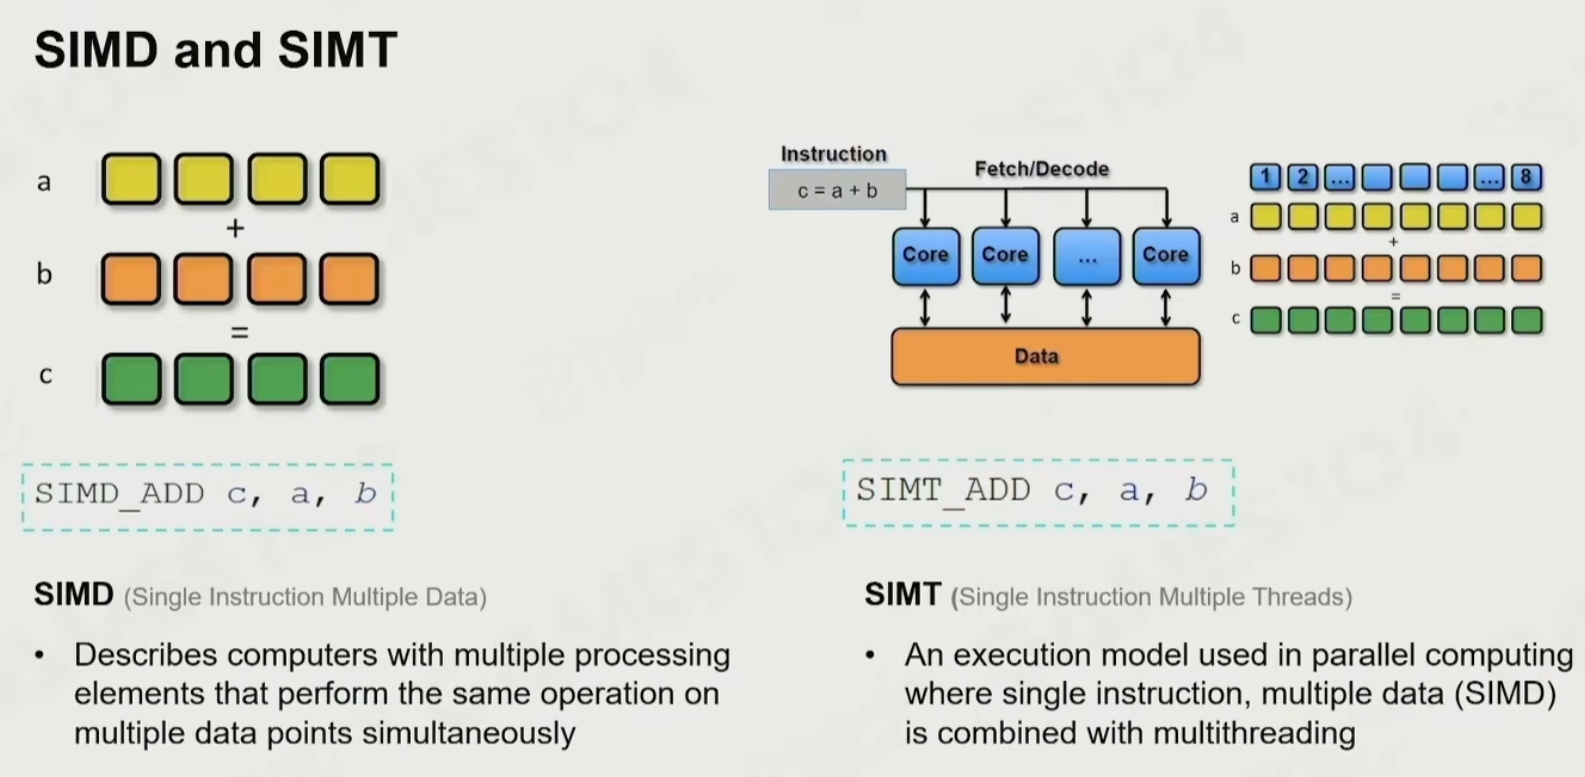 SIMD and SIMT
a
+
b
=
c
SIMD_ADD c, a, b
SIMD (Single Instruction Multiple Data)
• Describes computers with multiple processing
elements that perform the same operation on
multiple data points simultaneously
Instruction
c = a + b
Fetch/Decode
Core Core ... Core
Data
1 2 ... ... 8
a
+
b
=
c
SIMT_ADD c, a, b
SIMT (Single Instruction Multiple Threads)
• An execution model used in parallel computing
where single instruction, multiple data (SIMD)
is combined with multithreading